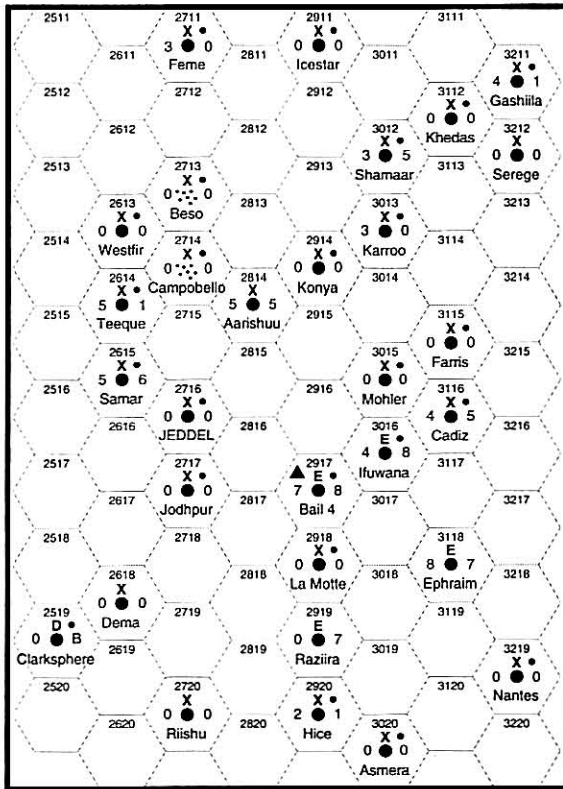 2511 2711 2911 3111
X X
3 0 0 0
2611 2811 3011 3211
Feme Icestar X
4 1
2512 2712 2912 3112
Gashiila
X
0 0
2612 2812 3012 3212
Khedas
X X
3 5 0 0
2513 2713 2913 3113
Shamaar Serege
X
0 0
2613 2813 3013 3213
Beso
X X
0 0 3 0
2514 2714 2914 3114
Westfir Karroo
X X
0 0 0 0
2614 2814 3014 3214
Campobello Konya
X X
5 1 5 5
2515 2715 2915 3115
Teeque Aarishuu
X
0 0
2615 2815 3015 3215
Farris
X X
5 6 0 0
2516 2716 2916 3116
Samar Mohler
X X
0 0 4 5
2616 2816 3016 3216
JEDDEL Cadiz
E
4 8
2517 2717 2917 3117
Ifuwana
X E
0 0 7 8
2617 2817 3017 3217
Jodhpur Bail 4
2518 2718 2918 3118
X E
0 0 8 7
2618 2818 3018 3218
La Motte Ephraim
X
0 0
2519 2719 2919 3119
Dema
D E
0 B 0 7
2619 2819 3019 3219
Clarksphere Raziira
X
0 0
2520 2720 2920 3120
Nantes
X X
0 0 2 1
2620 2820 3020 3220
Riishu Hice
X
0 0
Asmera